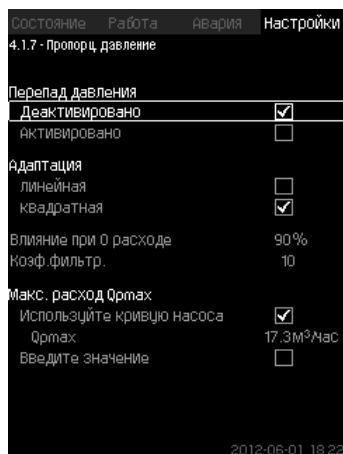 Состояние Работа Авария Настройки
4.1.7 - Пропорц. давление
Перепад давления
Деактивировано
Активировано
Адаптация
линейная
квадратная
Влияние при 0 расходе 90%
Коэф.фильтр. 10
Макс. расход Qpmax
Используйте кривую насоса
Qpmax 17.3м³/час
Введите значение
2012-06-01 18:22